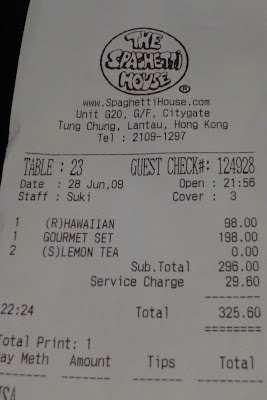 THE
SPAGHETTI
HOUSE
®
www.SpaghettiHouse.com
Unit G20, G/F, Citygate
Tung Chung, Lantau, Hong Kong
Tel : 2109-1297
TABLE : 23 GUEST CHECK#: 124928
Date : 28 Jun,09 Open : 21:56
Staff : Suki Cover : 3
1 (R)HAWAIIAN 98.00
1 GOURMET SET 198.00
2 (S)LEMON TEA 0.00
Sub.Total 296.00
Service Charge 29.60
--------
22:24 Total 325.60
========
Total Print: 1
Pay Meth Amount Tips Total
VISA